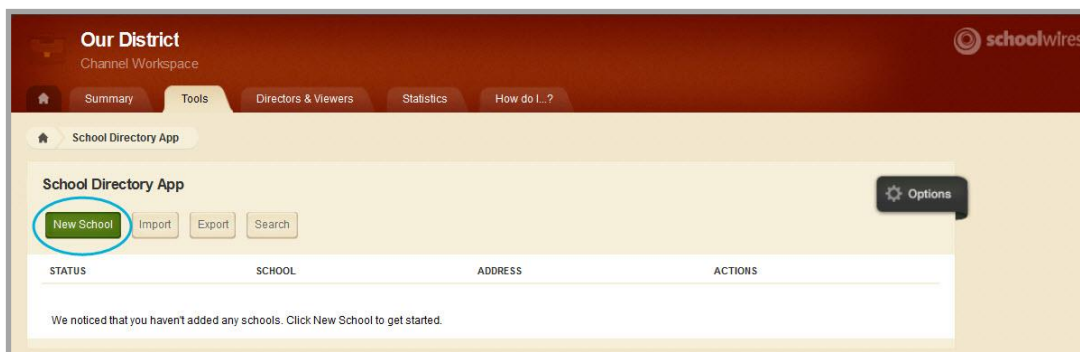 Our District
Channel Workspace
schoolwires
Summary Tools Directors & Viewers Statistics How do I...?
School Directory App
School Directory App
Options
New School Import Export Search
STATUS SCHOOL ADDRESS ACTIONS
We noticed that you haven't added any schools. Click New School to get started.